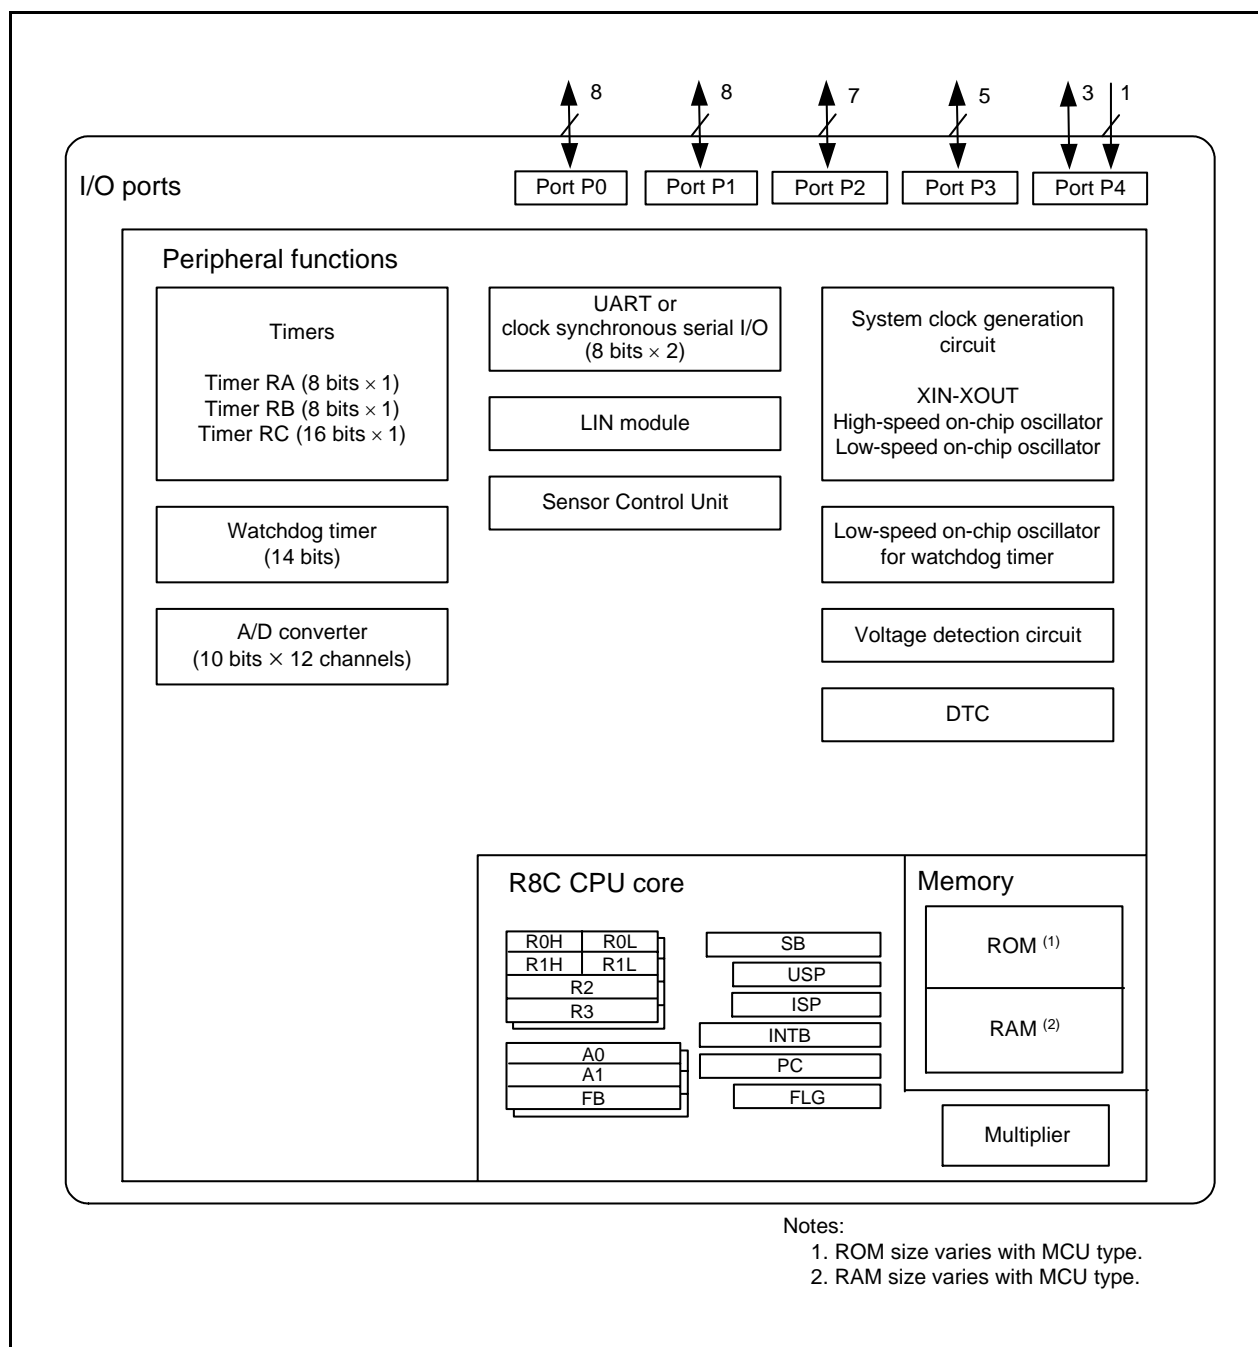 8 8 7 5 3 1
I/O ports
Port P0 Port P1 Port P2 Port P3 Port P4
Peripheral functions
Timers
Timer RA (8 bits × 1)
Timer RB (8 bits × 1)
Timer RC (16 bits × 1)
Watchdog timer
(14 bits)
A/D converter
(10 bits × 12 channels)
UART or
clock synchronous serial I/O
(8 bits × 2)
LIN module
Sensor Control Unit
System clock generation
circuit
XIN-XOUT
High-speed on-chip oscillator
Low-speed on-chip oscillator
Low-speed on-chip oscillator
for watchdog timer
Voltage detection circuit
DTC
R8C CPU core
R0H R0L
R1H R1L
R2
R3
A0
A1
FB
SB
USP
ISP
INTB
PC
FLG
Memory
ROM (1)
RAM (2)
Multiplier
Notes:
1. ROM size varies with MCU type.
2. RAM size varies with MCU type.